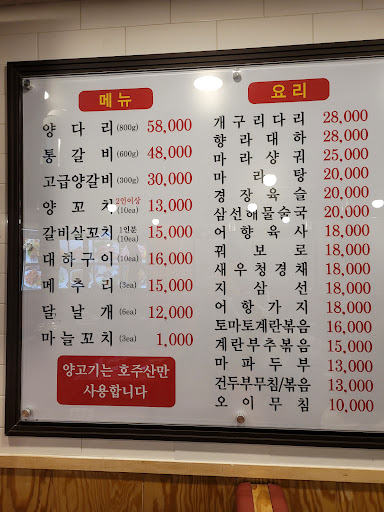 메뉴
양다리(800g) 58,000
통갈비(600g) 48,000
고급양갈비(300g) 30,000
양꼬치 2인이상(10ea) 13,000
갈비살꼬치 1인분(10ea) 15,000
대하구이(10ea) 16,000
메추리(3ea) 15,000
달날개(6ea) 12,000
마늘꼬치(3ea) 1,000
양고기는 호주산만
사용합니다
요리
개구리다리 28,000
향라대하 28,000
마라샹궈 25,000
마라탕 20,000
경장육슬 20,000
삼선해물술국 20,000
어향육사 18,000
꿔보로 18,000
새우청경채 18,000
지삼선 18,000
어항가지 18,000
토마토계란볶음 16,000
계란부추볶음 15,000
마파두부 13,000
건두부무침/볶음 13,000
오이무침 10,000